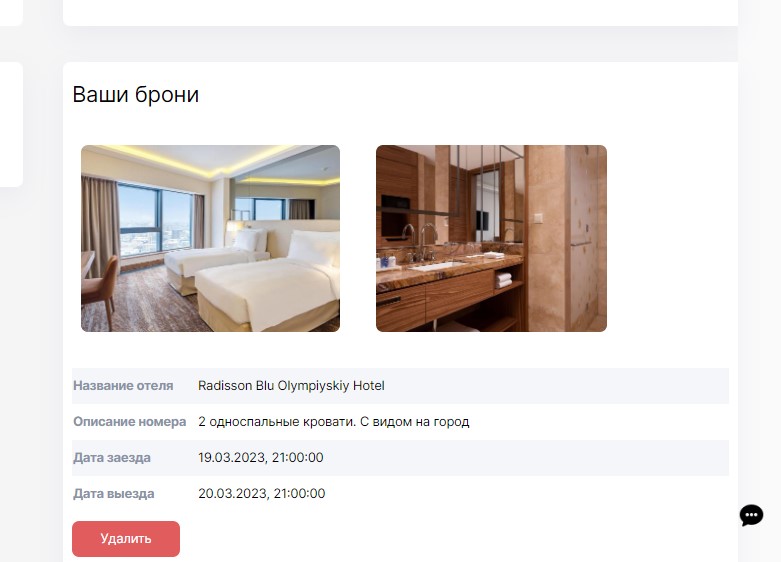 Ваши брони
Название отеля Radisson Blu Olympiyskiy Hotel
Описание номера 2 односпальные кровати. С видом на город
Дата заезда 19.03.2023, 21:00:00
Дата выезда 20.03.2023, 21:00:00
Удалить